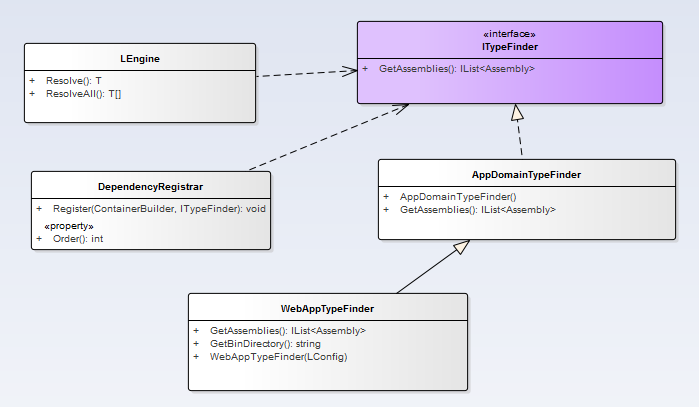 «interface»
ITypeFinder
+ GetAssemblies(): IList<Assembly>
LEngine
+ Resolve(): T
+ ResolveAll(): T[]
DependencyRegistrar
+ Register(ContainerBuilder, ITypeFinder): void
«property»
+ Order(): int
AppDomainTypeFinder
+ AppDomainTypeFinder()
+ GetAssemblies(): IList<Assembly>
WebAppTypeFinder
+ GetAssemblies(): IList<Assembly>
+ GetBinDirectory(): string
+ WebAppTypeFinder(LConfig)